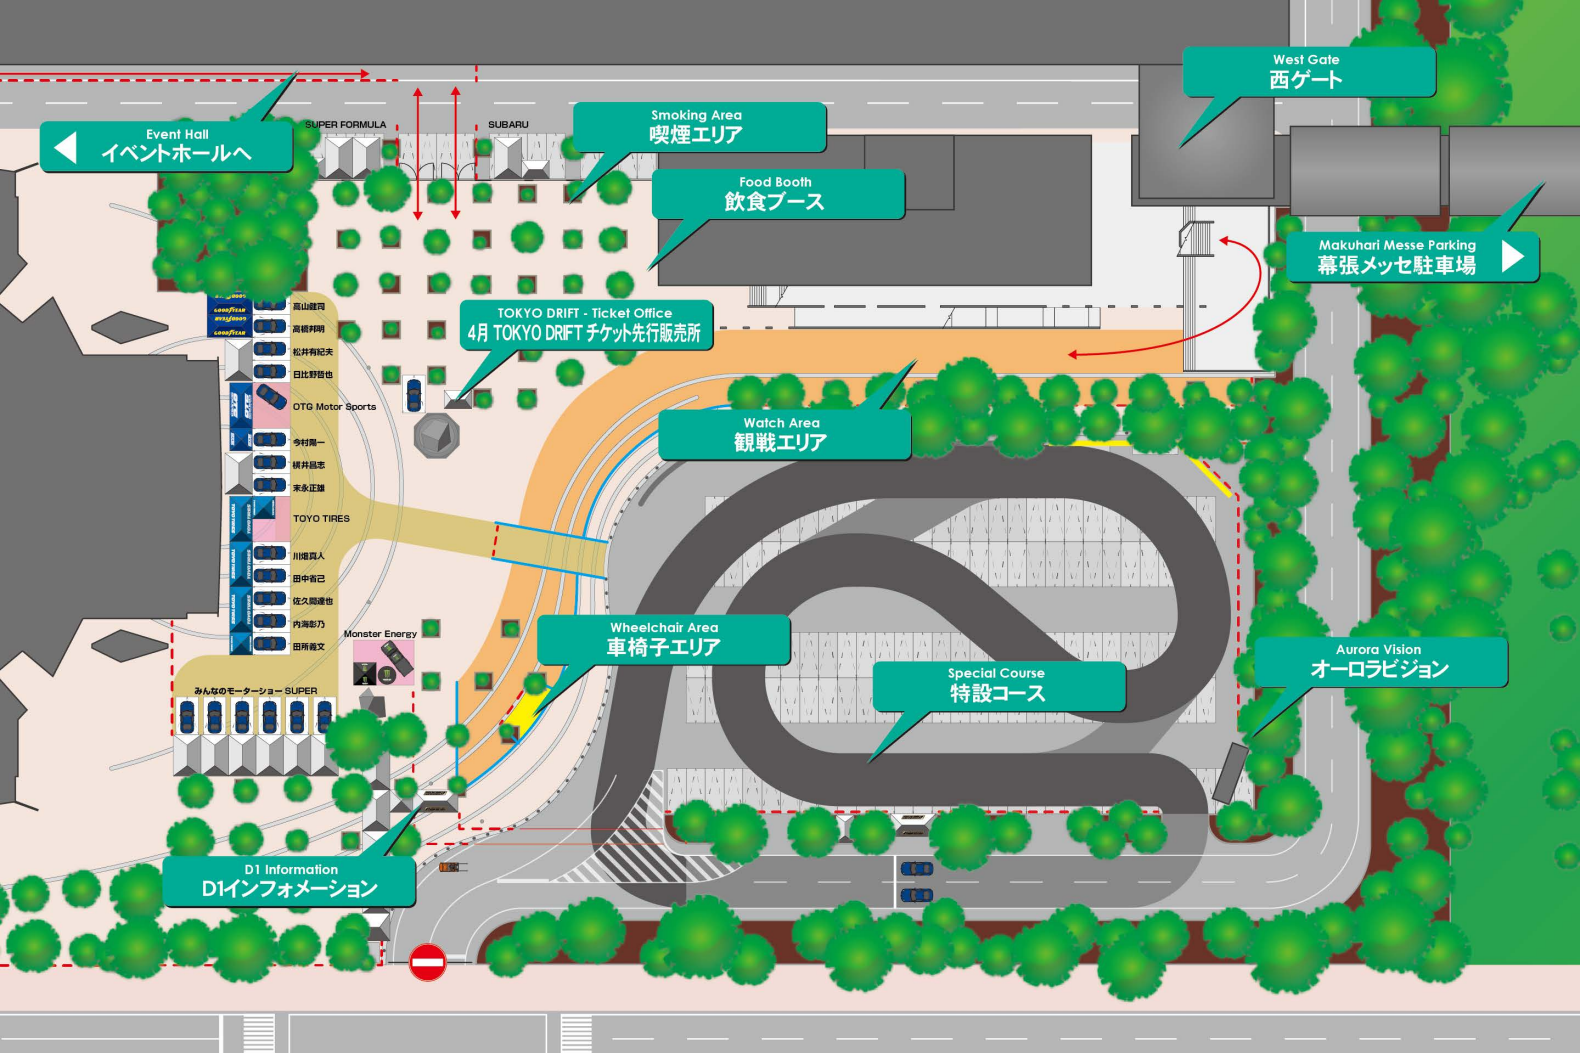 West Gate
西ゲート
Smoking Area
喫煙エリア
SUPER FORMULA
SUBARU
Event Hall
イベントホールへ
Food Booth
飲食ブース
Makuhari Messe Parking
幕張メッセ駐車場
TOKYO DRIFT - Ticket Office
4月 TOKYO DRIFT チケット先行販売所
GOODYEAR
高山健司
高橋邦明
松井有紀夫
日比野哲也
OTG Motor Sports
今村陽一
横井昌志
末永正雄
TOYO TIRES
川畑真人
田中省己
佐久間達也
内海彰乃
田所義文
Watch Area
観戦エリア
Monster Energy
Wheelchair Area
車椅子エリア
Aurora Vision
オーロラビジョン
Special Course
特設コース
みんなのモーターショー SUPER
D1 Information
D1インフォメーション